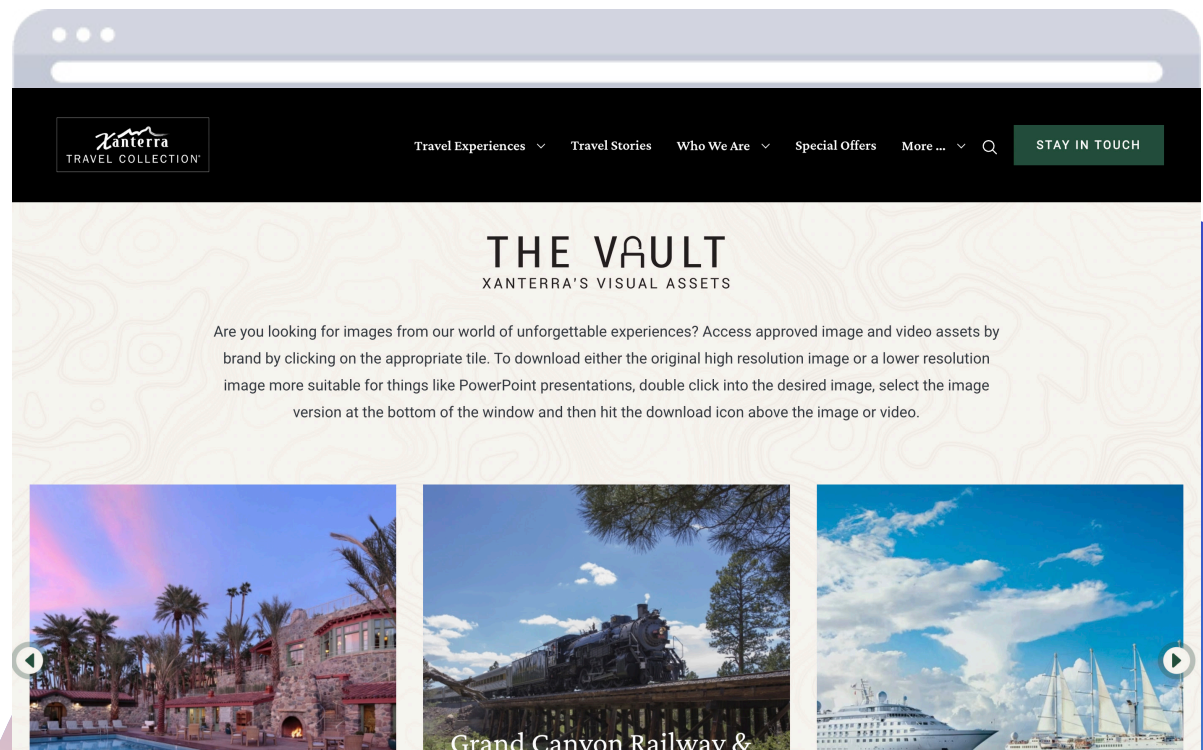 Xanterra
TRAVEL COLLECTION®
Travel Experiences
Travel Stories
Who We Are
Special Offers
More ...
STAY IN TOUCH
THE VAULT
XANTERRA'S VISUAL ASSETS
Are you looking for images from our world of unforgettable experiences? Access approved image and video assets by
brand by clicking on the appropriate tile. To download either the original high resolution image or a lower resolution
image more suitable for things like PowerPoint presentations, double click into the desired image, select the image
version at the bottom of the window and then hit the download icon above the image or video.
Grand Canyon Railway &